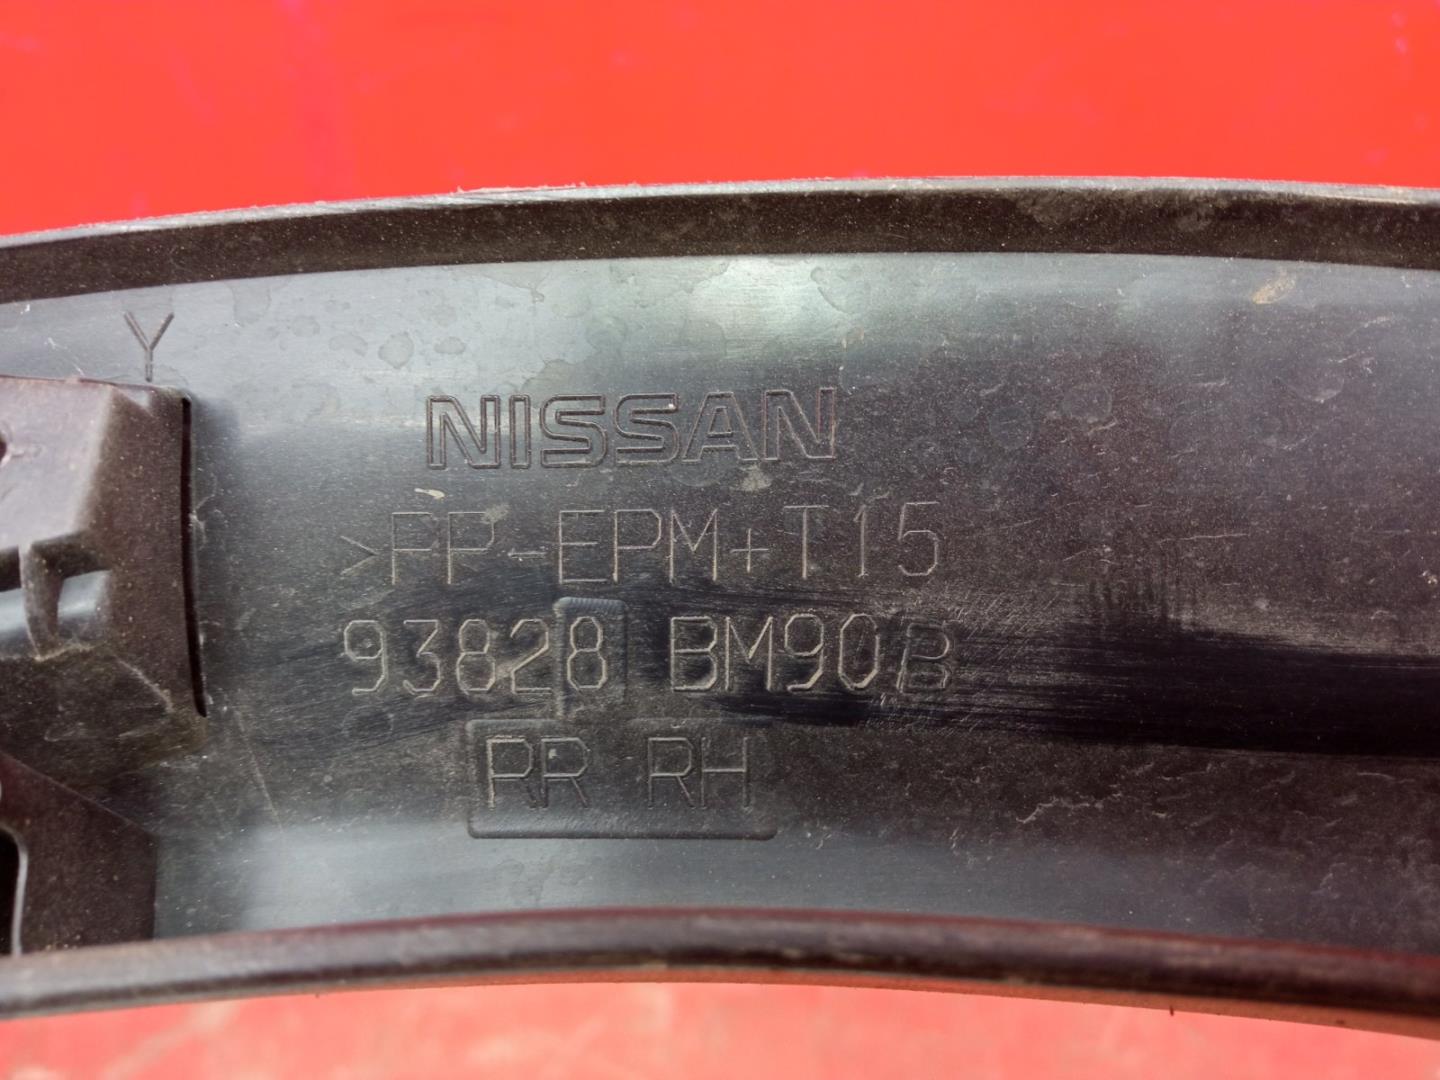 Y
NISSAN
>PP-EPM+T15
93828 BM90B
RR RH